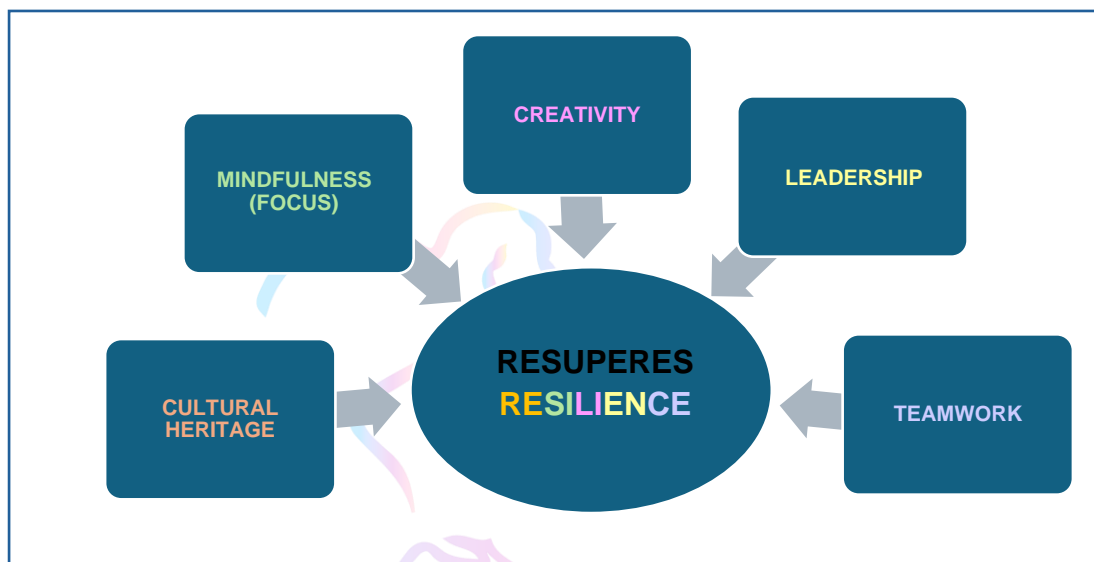 CREATIVITY
MINDFULNESS
(FOCUS)
LEADERSHIP
RESUPERES
RESILIENCE
CULTURAL
HERITAGE
TEAMWORK